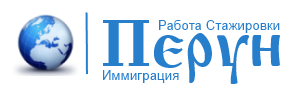 Работа Стажировки
Перун
Иммиграция